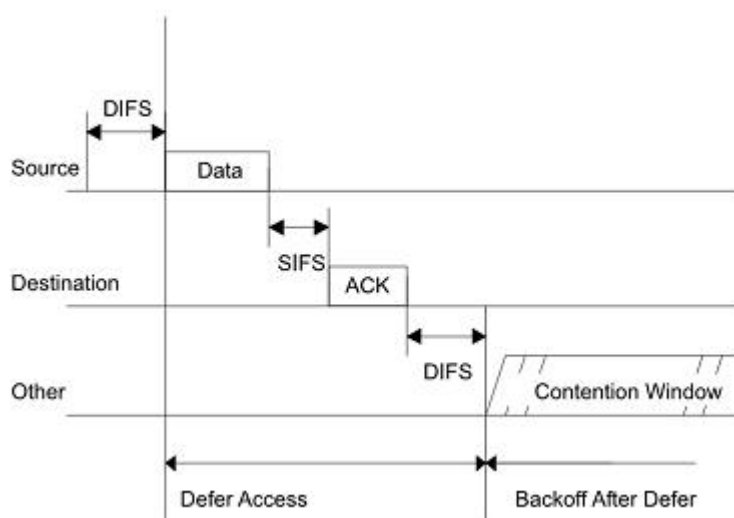 DIFS
Source
Data
SIFS
Destination
ACK
DIFS
Other
Contention Window
Defer Access
Backoff After Defer